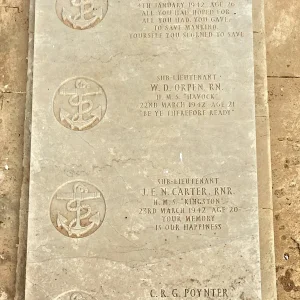 5TH JANUARY 1942. AGE 26
ALL YOU HAD HOPED FOR
ALL YOU HAD, YOU GAVE
TO SAVE MANKIND
YOURSELF YOU SCORNED TO SAVE
SUB-LIEUTENANT
W. D. ORPEN, RN.
H. M. S. "HAVOCK"
22ND MARCH 1942. AGE 21
"BE YE THEREFORE READY"
SUB-LIEUTENANT
J. E. N. CARTER, RNR.
H. M. S. "KINGSTON"
23RD MARCH 1942. AGE 20
YOUR MEMORY
IS OUR HAPPINESS
C. R. G. POYNTER